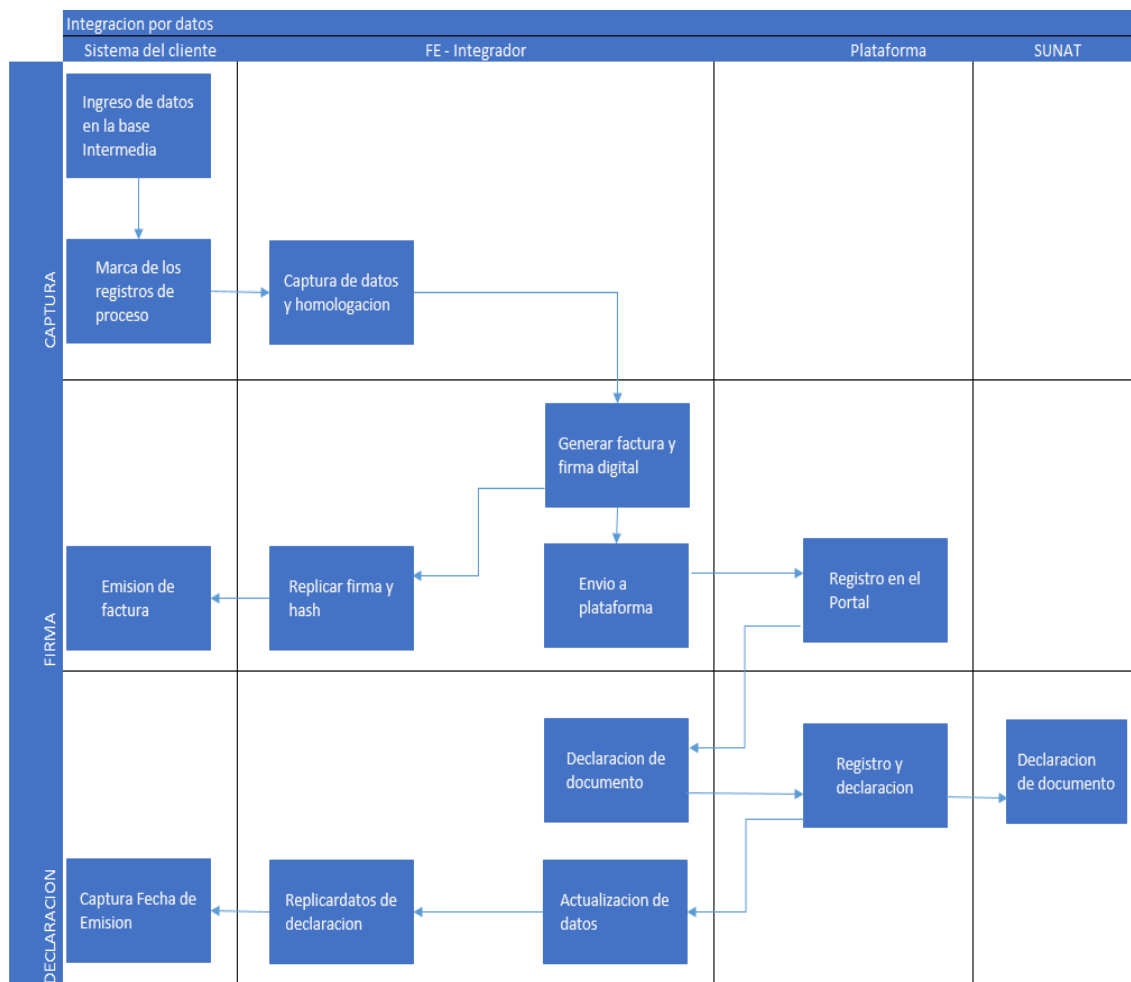 Integracion por datos
Sistema del cliente
FE - Integrador
Plataforma
SUNAT
CAPTURA
Ingreso de datos
en la base
Intermedia
Marca de los
registros de
proceso
Captura de datos
y homologacion
FIRMA
Generar factura y
firma digital
Emision de
factura
Replicar firma y
hash
Envio a
plataforma
Registro en el
Portal
DECLARACION
Declaracion de
documento
Registro y
declaracion
Declaracion
de documento
Captura Fecha de
Emision
Replicardatos de
declaracion
Actualizacion de
datos